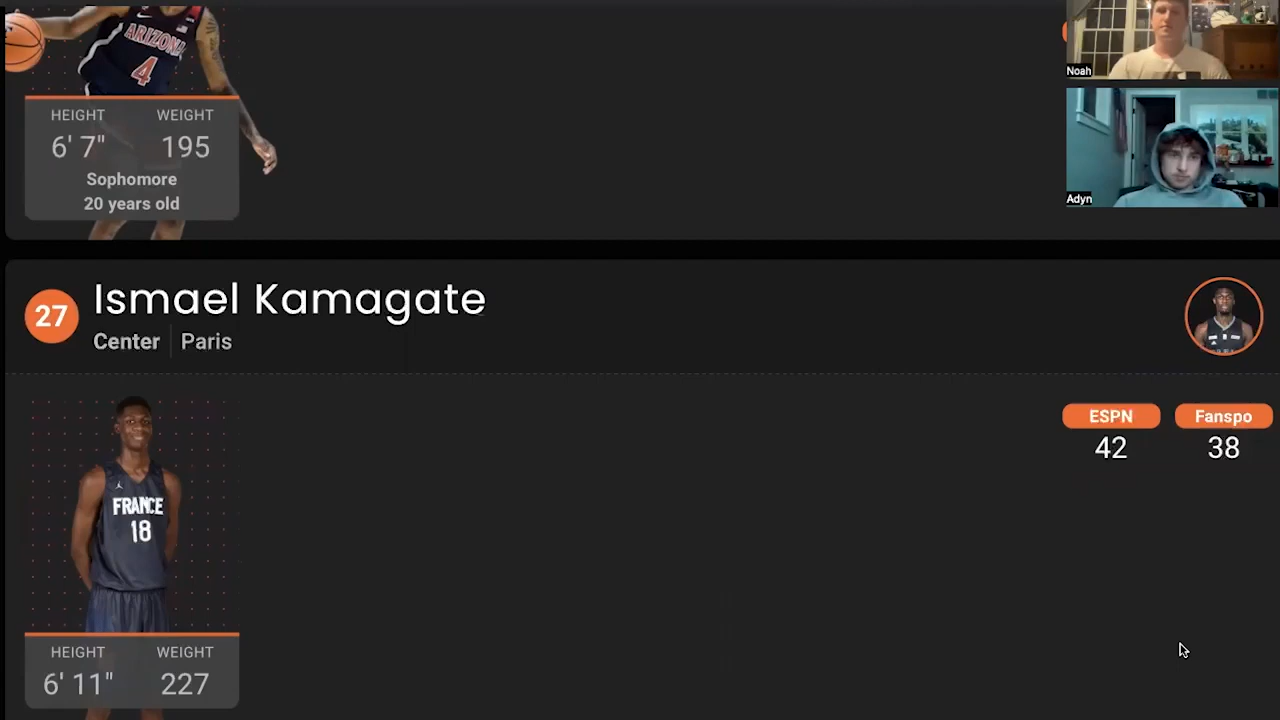 ARIZONA
4
HEIGHT WEIGHT
6' 7" 195
Sophomore
20 years old
Noah
Adyn
27
Ismael Kamagate
Center Paris
ESPN Fanspo
42 38
FRANCE
18
HEIGHT WEIGHT
6' 11" 227